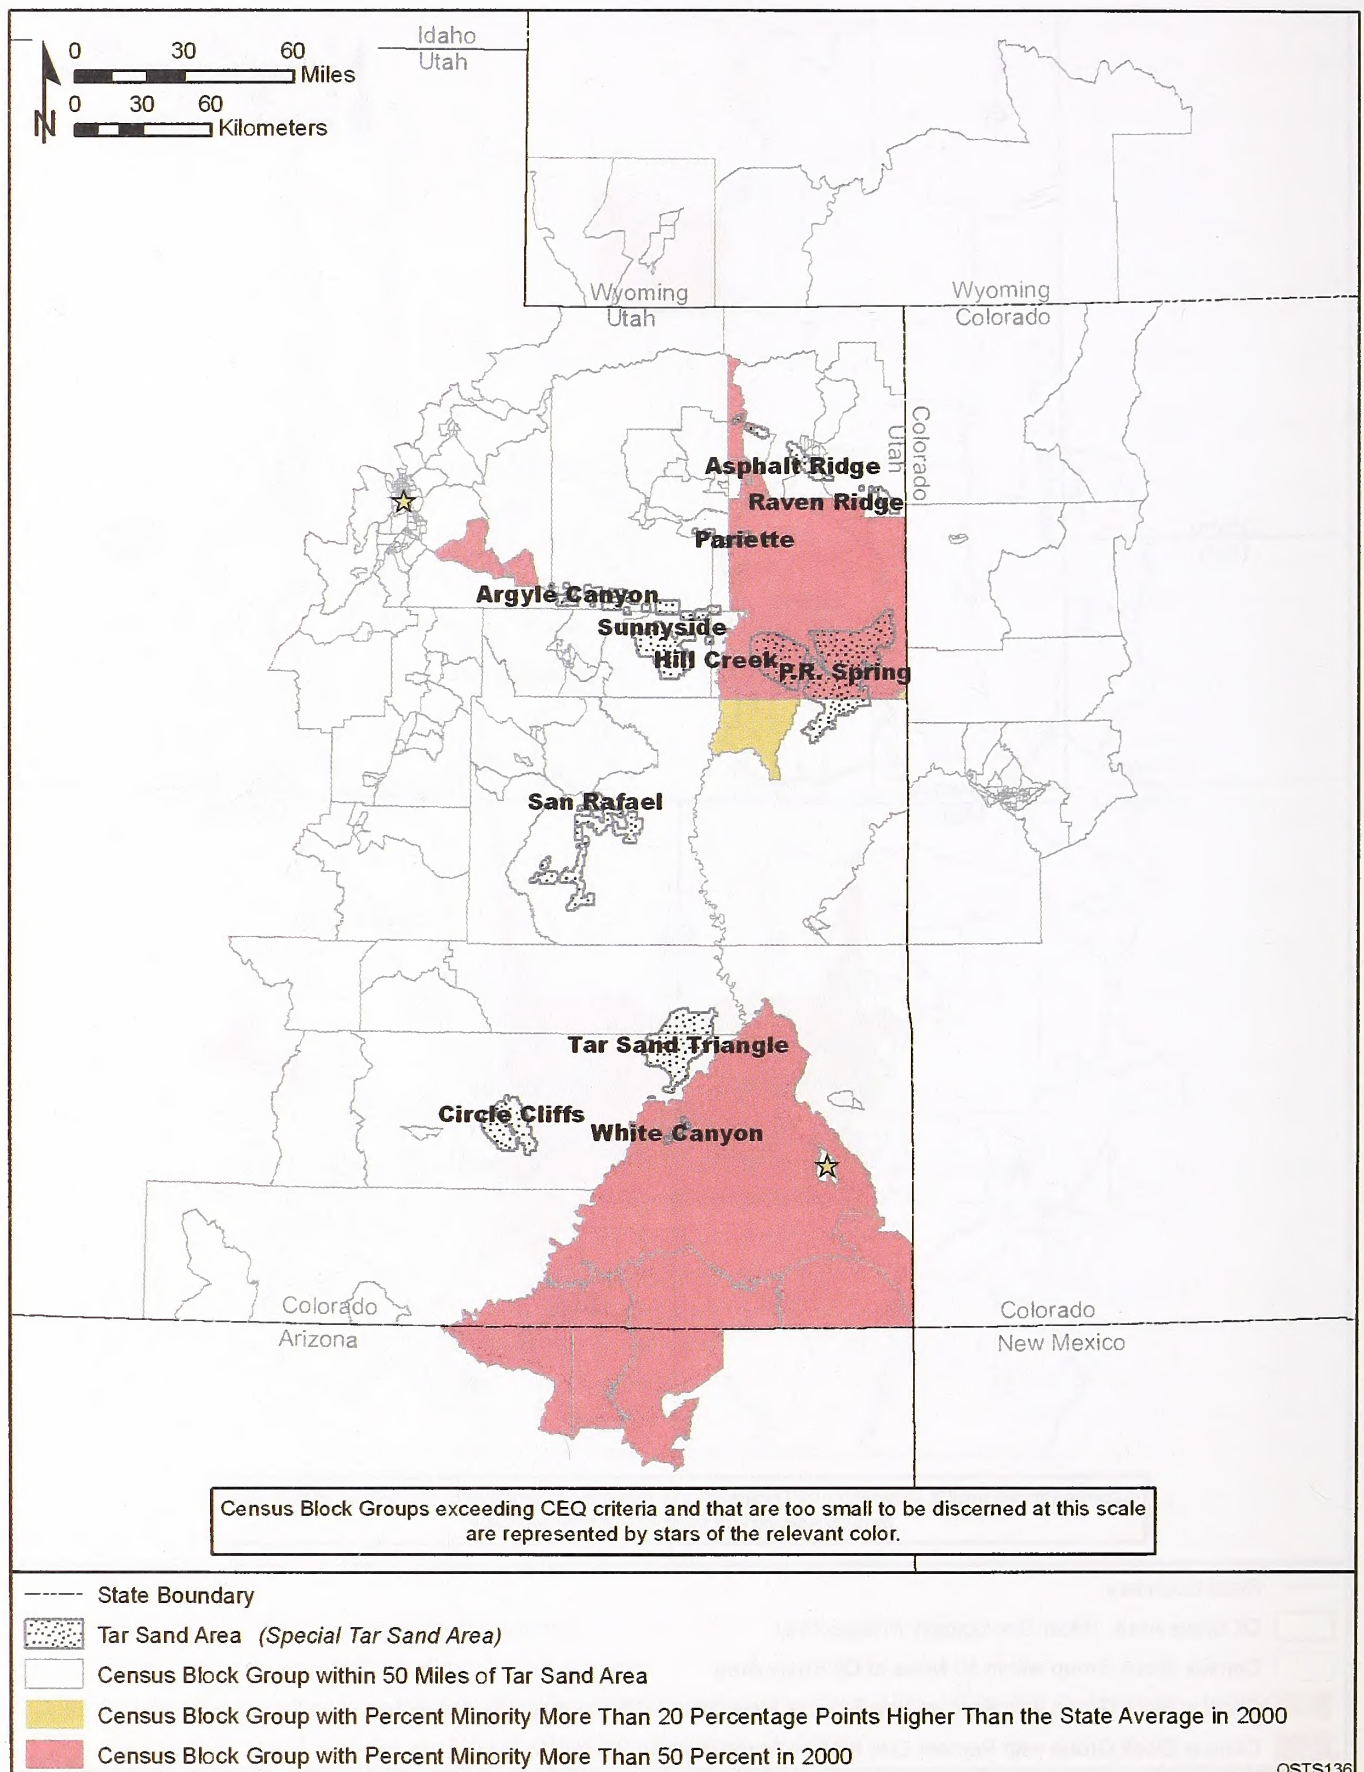 Idaho
Utah
0 30 60
Miles
0 30 60
Kilometers
N
Wyoming
Utah
Wyoming
Colorado
Colorado
Utah
Asphalt Ridge
Raven Ridge
Pariette
Argyle Canyon
Sunnyside
Hill Creek
P.R. Spring
San Rafael
Tar Sand Triangle
Circle Cliffs
White Canyon
Colorado
Arizona
Colorado
New Mexico
Census Block Groups exceeding CEQ criteria and that are too small to be discerned at this scale
are represented by stars of the relevant color.
State Boundary
Tar Sand Area (Special Tar Sand Area)
Census Block Group within 50 Miles of Tar Sand Area
Census Block Group with Percent Minority More Than 20 Percentage Points Higher Than the State Average in 2000
Census Block Group with Percent Minority More Than 50 Percent in 2000
OSTS136